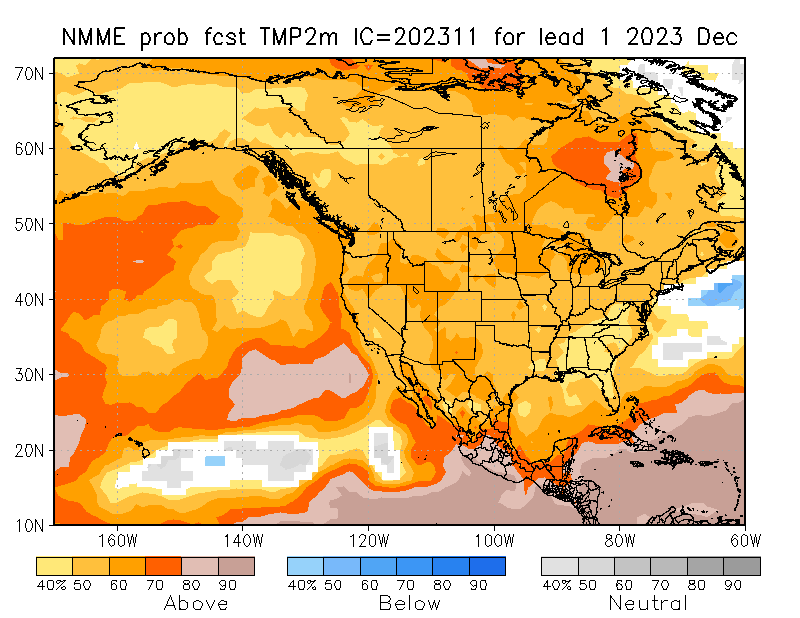 NMME prob fcst TMP2m IC=202311 for lead 1 2023 Dec
70N
60N
50N
40N
30N
20N
10N
160W 140W 120W 100W 80W 60W
40% 50 60 70 80 90 40% 50 60 70 80 90 40% 50 60 70 80 90
Above Below Neutral